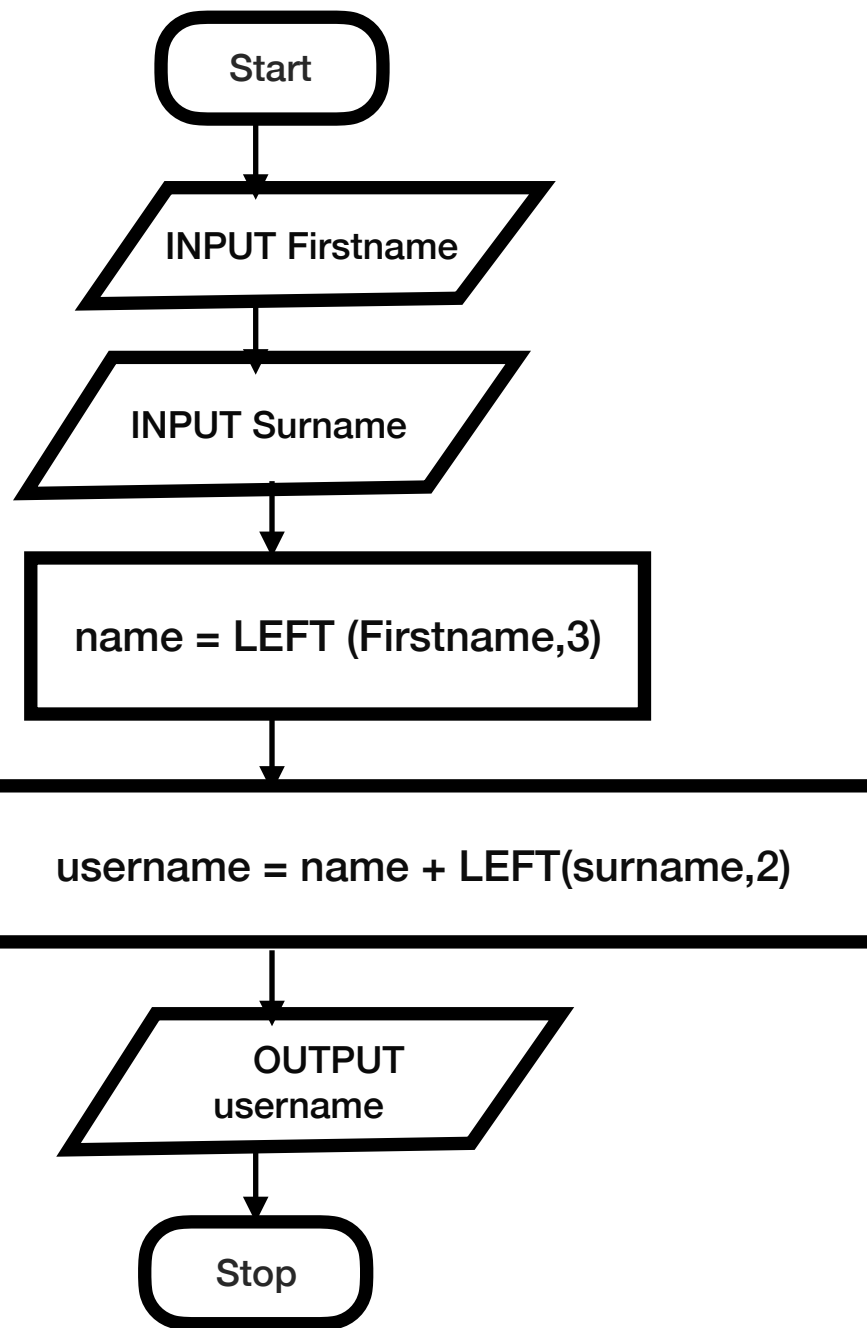 Start
INPUT Firstname
INPUT Surname
name = LEFT (Firstname,3)
username = name + LEFT(surname,2)
OUTPUT
username
Stop